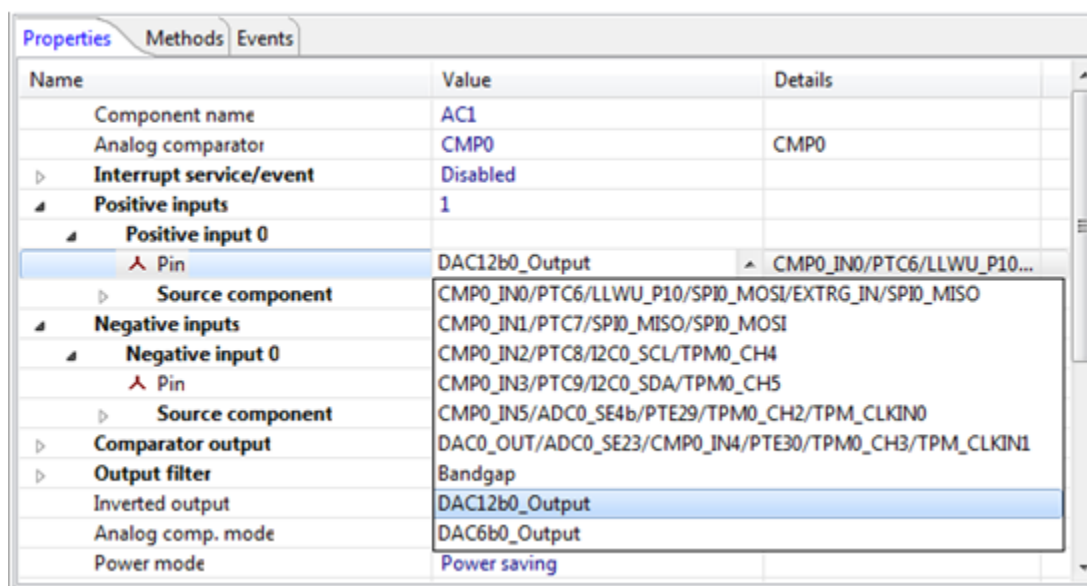 Properties Methods Events
Name Value Details
Component name AC1
Analog comparator CMP0 CMP0
Interrupt service/event Disabled
Positive inputs 1
Positive input 0
Pin DAC12b0_Output CMP0_IN0/PTC6/LLWU_P10...
Source component CMP0_IN0/PTC6/LLWU_P10/SPI0_MOSI/EXTRG_IN/SPI0_MISO
Negative inputs CMP0_IN1/PTC7/SPI0_MISO/SPI0_MOSI
Negative input 0 CMP0_IN2/PTC8/I2C0_SCL/TPM0_CH4
Pin CMP0_IN3/PTC9/I2C0_SDA/TPM0_CH5
Source component CMP0_IN5/ADC0_SE4b/PTE29/TPM0_CH2/TPM_CLKIN0
Comparator output DAC0_OUT/ADC0_SE23/CMP0_IN4/PTE30/TPM0_CH3/TPM_CLKIN1
Output filter Bandgap
Inverted output DAC12b0_Output
Analog comp. mode DAC6b0_Output
Power mode Power saving